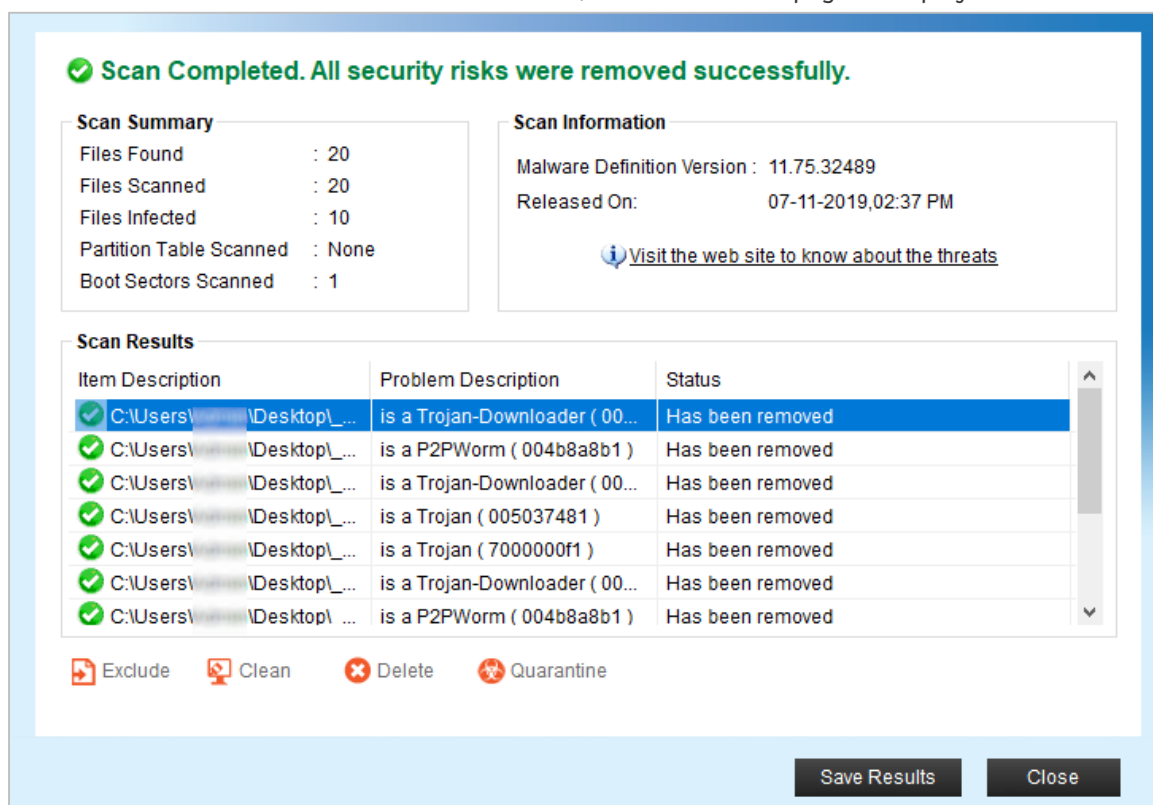 Scan Completed. All security risks were removed successfully.
Scan Summary
Files Found : 20
Files Scanned : 20
Files Infected : 10
Partition Table Scanned : None
Boot Sectors Scanned : 1
Scan Information
Malware Definition Version : 11.75.32489
Released On: 07-11-2019,02:37 PM
Visit the web site to know about the threats
Scan Results
Item Description Problem Description Status
C:\Users\ \Desktop\_... is a Trojan-Downloader ( 00... Has been removed
C:\Users\ \Desktop\_... is a P2PWorm ( 004b8a8b1 ) Has been removed
C:\Users\ \Desktop\_... is a Trojan-Downloader ( 00... Has been removed
C:\Users\ \Desktop\_... is a Trojan ( 005037481 ) Has been removed
C:\Users\ \Desktop\_... is a Trojan ( 7000000f1 ) Has been removed
C:\Users\ \Desktop\_... is a Trojan-Downloader ( 00... Has been removed
C:\Users\ \Desktop\ ... is a P2PWorm ( 004b8a8b1 ) Has been removed
Exclude Clean Delete Quarantine
Save Results Close